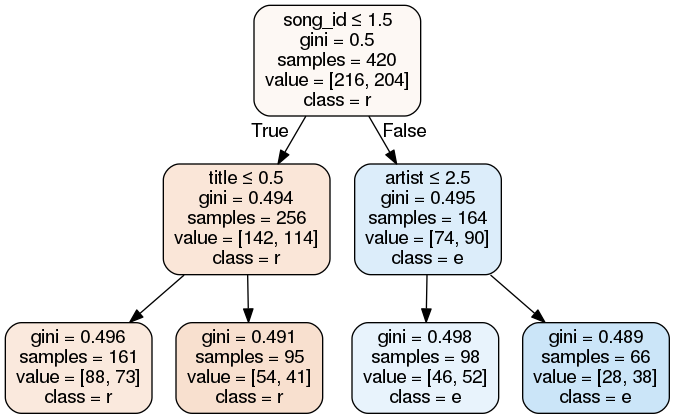 song_id ≤ 1.5
gini = 0.5
samples = 420
value = [216, 204]
class = r
True
False
title ≤ 0.5
gini = 0.494
samples = 256
value = [142, 114]
class = r
artist ≤ 2.5
gini = 0.495
samples = 164
value = [74, 90]
class = e
gini = 0.496
samples = 161
value = [88, 73]
class = r
gini = 0.491
samples = 95
value = [54, 41]
class = r
gini = 0.498
samples = 98
value = [46, 52]
class = e
gini = 0.489
samples = 66
value = [28, 38]
class = e